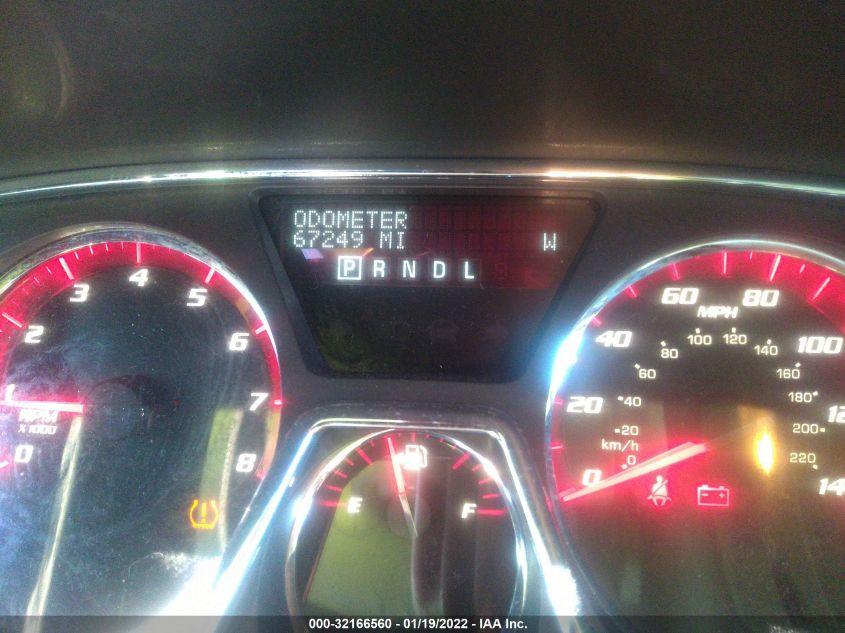 ODOMETER
67249 MI W
P R N D L
0 1 2 3 4 5 6 7 8
RPM
X1000
E F
0 20 40 60 80 100
MPH
0 20 40 60 80 100 120 140 160 180 200 220
km/h
000-32166560 - 01/19/2022 - IAA Inc.